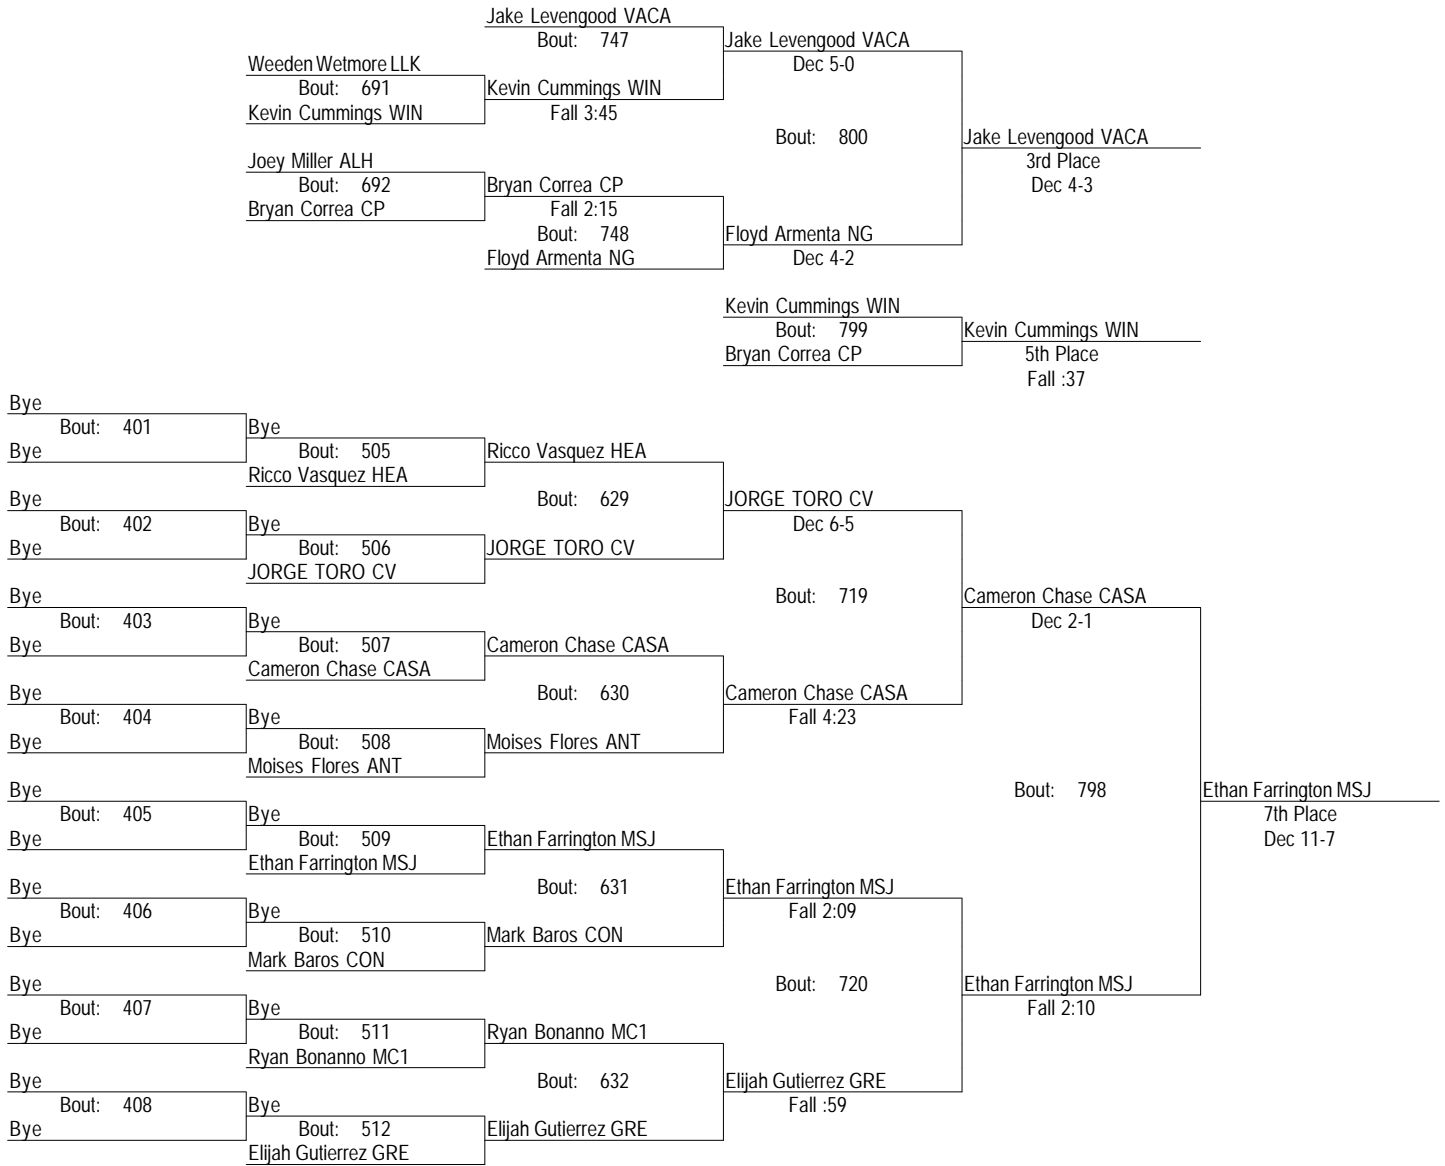 Jake Levengood VACA
Bout: 747
Jake Levengood VACA
Weeden Wetmore LLK
Dec 5-0
Bout: 691
Kevin Cummings WIN
Kevin Cummings WIN
Fall 3:45
Bout: 800
Jake Levengood VACA
Joey Miller ALH
3rd Place
Bout: 692
Bryan Correa CP
Dec 4-3
Bryan Correa CP
Fall 2:15
Bout: 748
Floyd Armenta NG
Floyd Armenta NG
Dec 4-2
Kevin Cummings WIN
Bout: 799
Kevin Cummings WIN
Bryan Correa CP
5th Place
Fall :37
Bye
Bout: 401
Bye
Bye
Bout: 505
Ricco Vasquez HEA
Ricco Vasquez HEA
Bye
Bout: 629
JORGE TORO CV
Bout: 402
Bye
Dec 6-5
Bye
Bout: 506
JORGE TORO CV
JORGE TORO CV
Bye
Bout: 719
Cameron Chase CASA
Bout: 403
Bye
Dec 2-1
Bye
Bout: 507
Cameron Chase CASA
Cameron Chase CASA
Bye
Bout: 630
Cameron Chase CASA
Bout: 404
Bye
Fall 4:23
Bye
Bout: 508
Moises Flores ANT
Moises Flores ANT
Bye
Bout: 798
Ethan Farrington MSJ
Bout: 405
Bye
7th Place
Bye
Bout: 509
Ethan Farrington MSJ
Dec 11-7
Ethan Farrington MSJ
Bye
Bout: 631
Ethan Farrington MSJ
Bout: 406
Bye
Fall 2:09
Bye
Bout: 510
Mark Baros CON
Mark Baros CON
Bye
Bout: 720
Ethan Farrington MSJ
Bout: 407
Bye
Fall 2:10
Bye
Bout: 511
Ryan Bonanno MC1
Ryan Bonanno MC1
Bye
Bout: 632
Elijah Gutierrez GRE
Bout: 408
Bye
Fall :59
Bye
Bout: 512
Elijah Gutierrez GRE
Elijah Gutierrez GRE